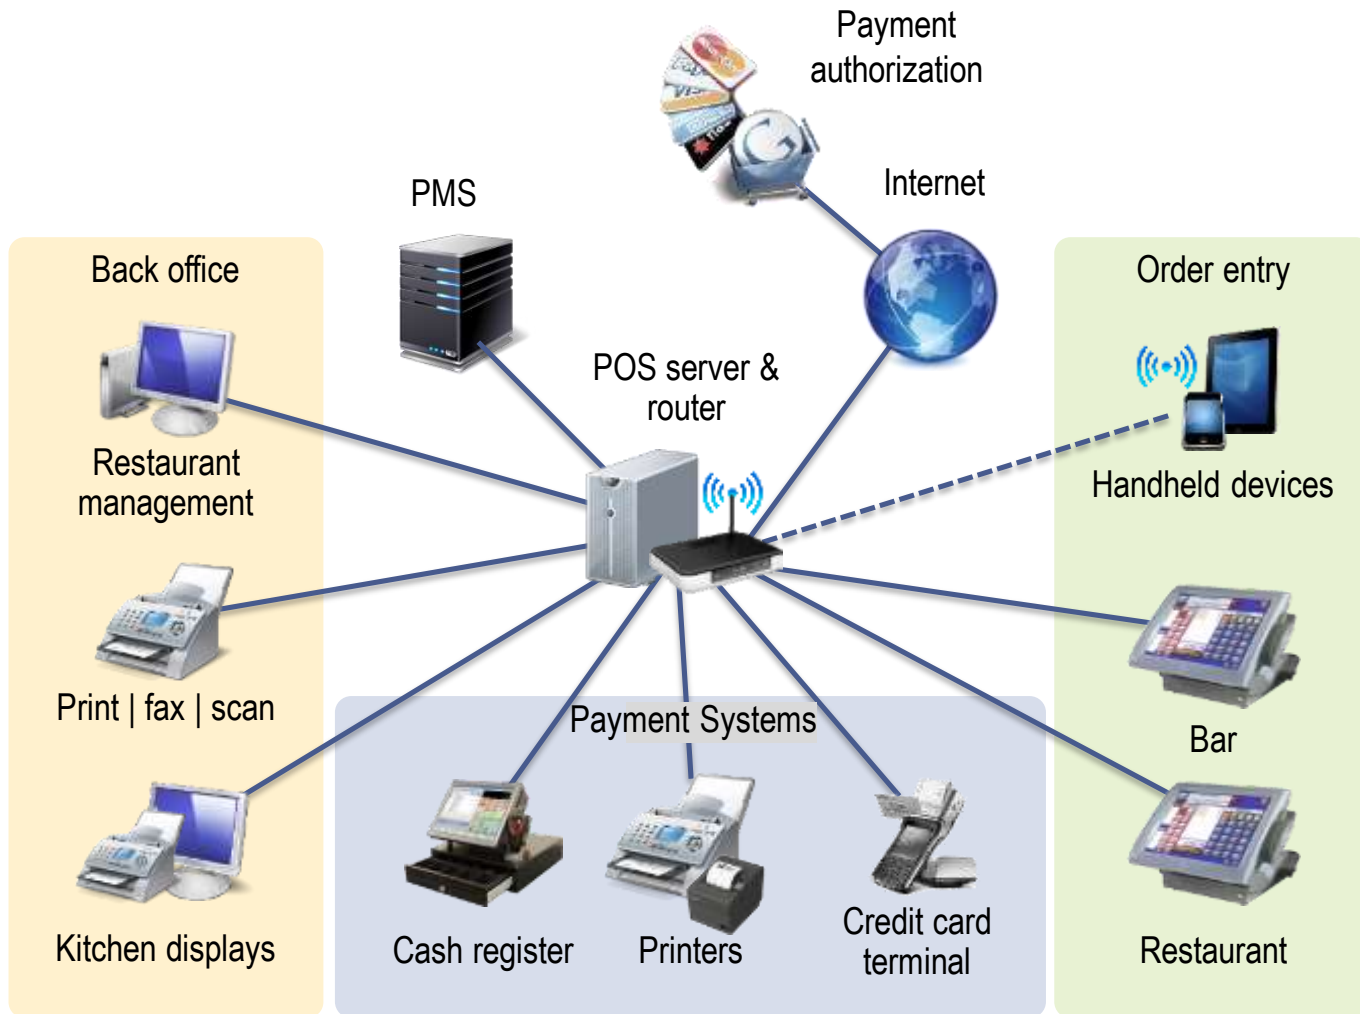 Payment
authorization
PMS
Internet
Back office
Order entry
POS server &
router
Restaurant
management
Handheld devices
Print | fax | scan
Payment Systems
Bar
Kitchen displays
Cash register
Printers
Credit card
terminal
Restaurant